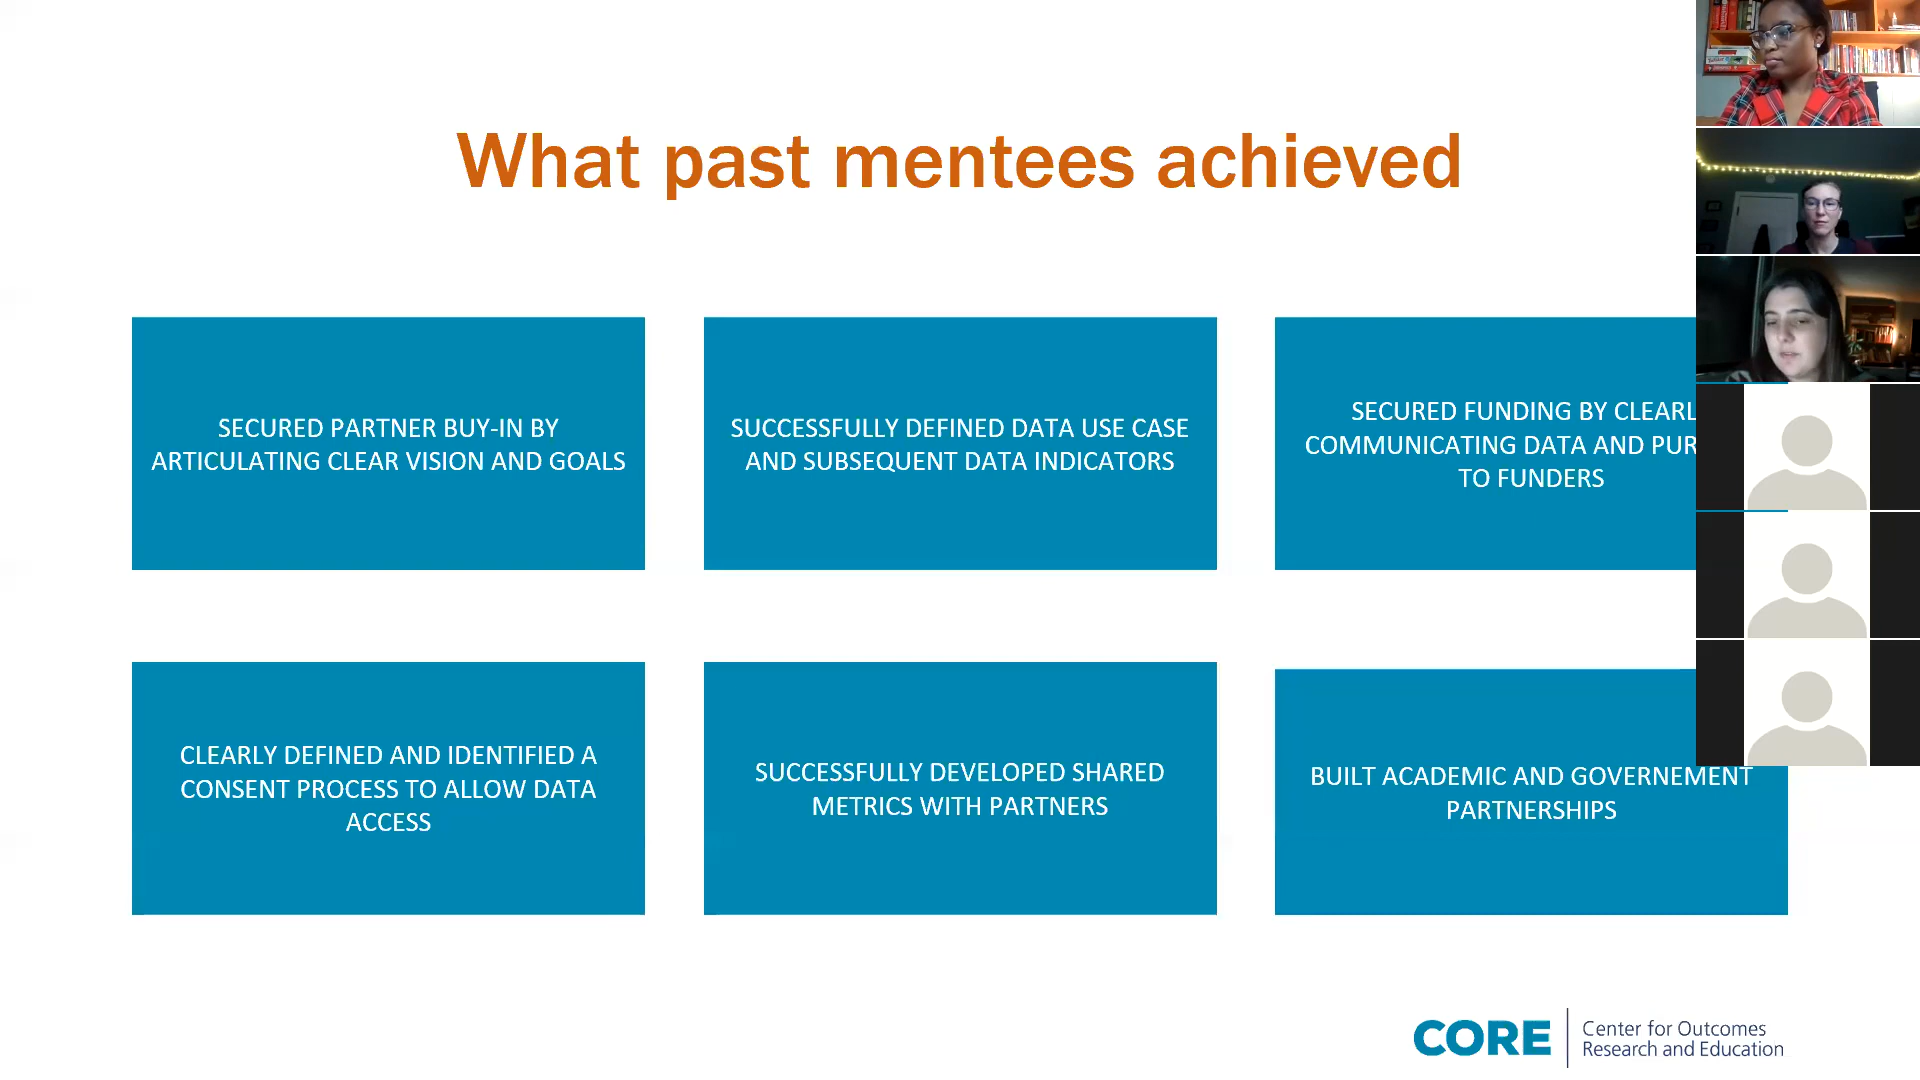 What past mentees achieved
SECURED PARTNER BUY-IN BY
ARTICULATING CLEAR VISION AND GOALS
SUCCESSFULLY DEFINED DATA USE CASE
AND SUBSEQUENT DATA INDICATORS
SECURED FUNDING BY
COMMUNICATING DATA AND
TO FUNDERS
CLEARLY DEFINED AND IDENTIFIED A
CONSENT PROCESS TO ALLOW DATA
ACCESS
SUCCESSFULLY DEVELOPED SHARED
METRICS WITH PARTNERS
BUILT ACADEMIC AND GOVERNEMENT
PARTNERSHIPS
CORE
Center for Outcomes
Research and Education